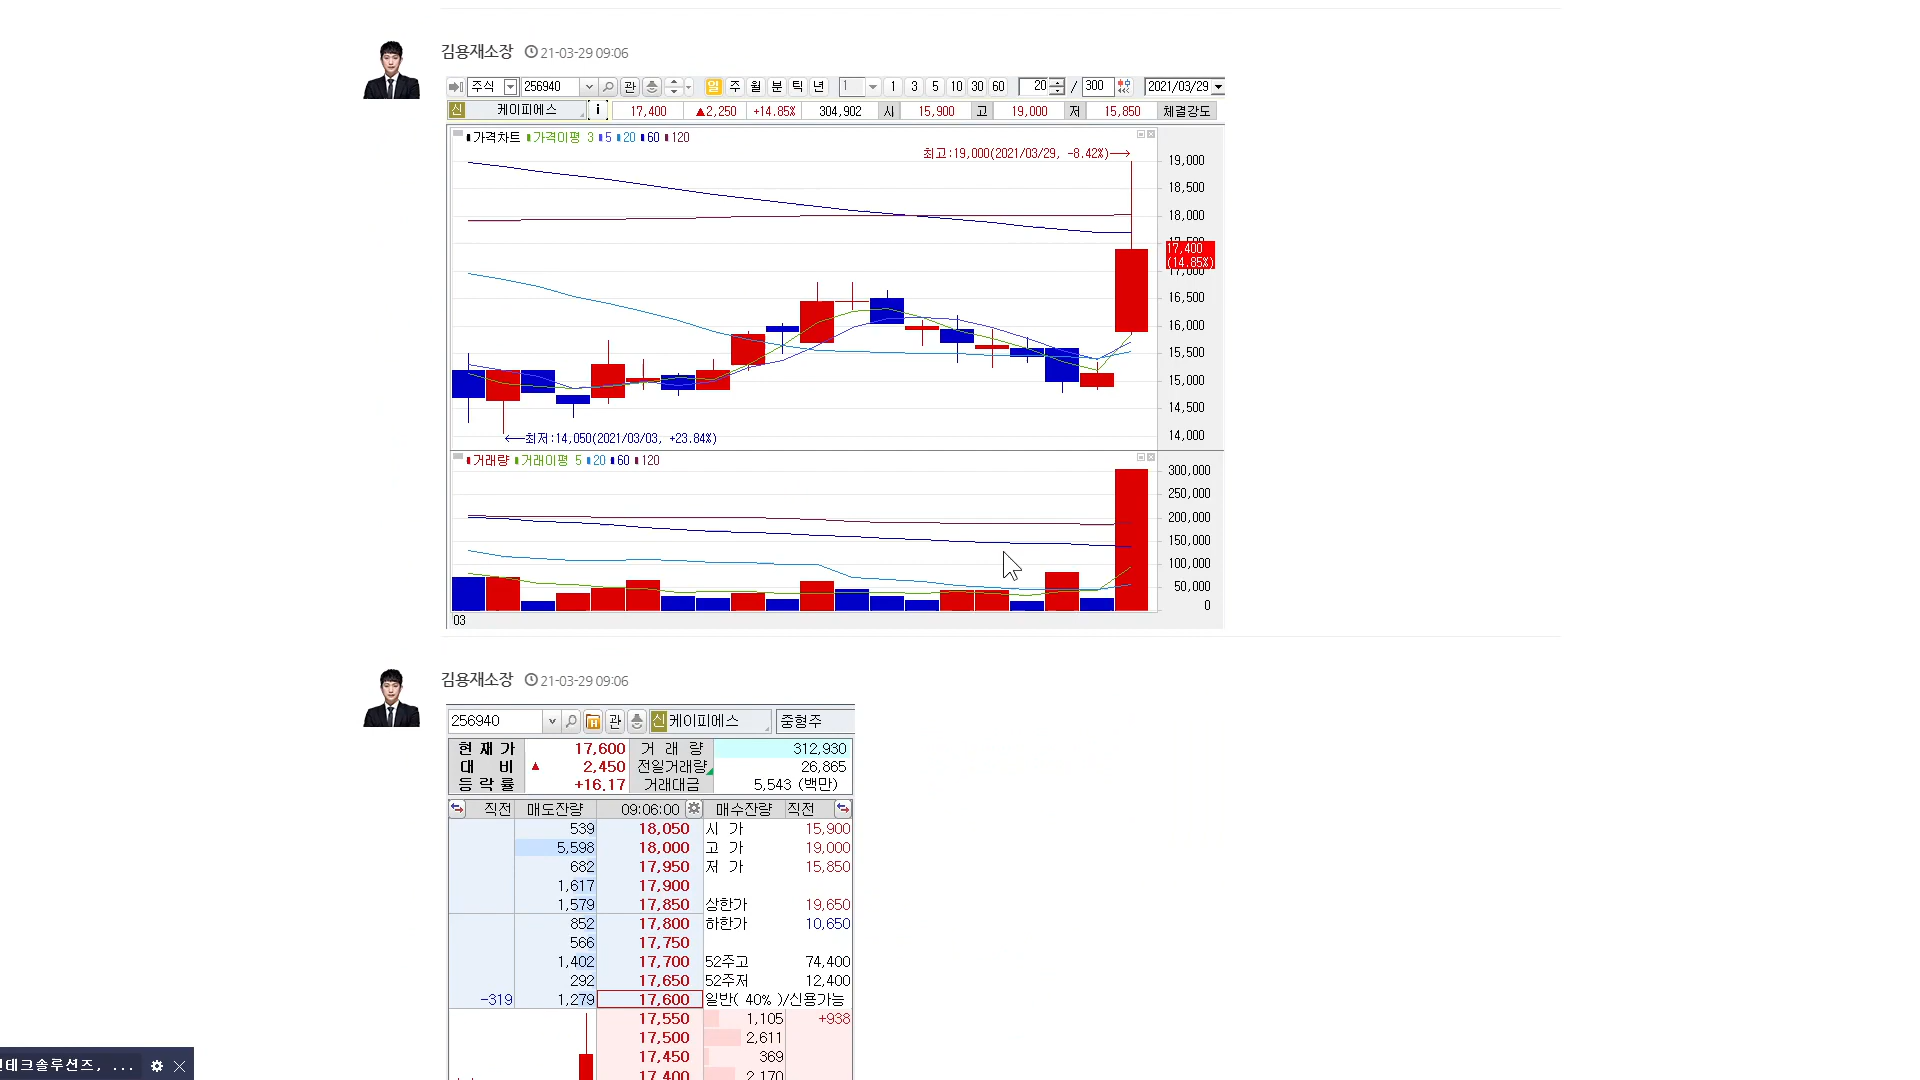 김용재소장 21-03-29 09:06
주식 256940 관 일 주 월 분 틱 년 1 1 3 5 10 30 60 20 / 300 2021/03/29
신 케이피에스 i 17,400 ▲2,250 +14.85% 304,902 시 15,900 고 19,000 저 15,850 체결강도
가격차트 가격이평 3 5 20 60 120
최고:19,000(2021/03/29, -8.42%)→
19,000
18,500
18,000
17,500
17,400
(14.85%)
17,000
16,500
16,000
15,500
15,000
14,500
14,000
←최저:14,050(2021/03/03, +23.84%)
거래량 거래이평 5 20 60 120
300,000
250,000
200,000
150,000
100,000
50,000
0
03
김용재소장 21-03-29 09:06
256940 관 신 케이피에스 중형주
현재가 17,600 거래량 312,930
대비 ▲ 2,450 전일거래량 26,865
등락률 +16.17 거래대금 5,543 (백만)
직전 매도잔량 09:06:00 매수잔량 직전
539 18,050 시가 15,900
5,598 18,000 고가 19,000
682 17,950 저가 15,850
1,617 17,900
1,579 17,850 상한가 19,650
852 17,800 하한가 10,650
566 17,750
1,402 17,700 52주고 74,400
292 17,650 52주저 12,400
-319 1,279 17,600 일반( 40% )/신용가능
17,550 1,105 +938
17,500 2,611
17,450 369
17,400 2,170
테크솔루션즈, ...